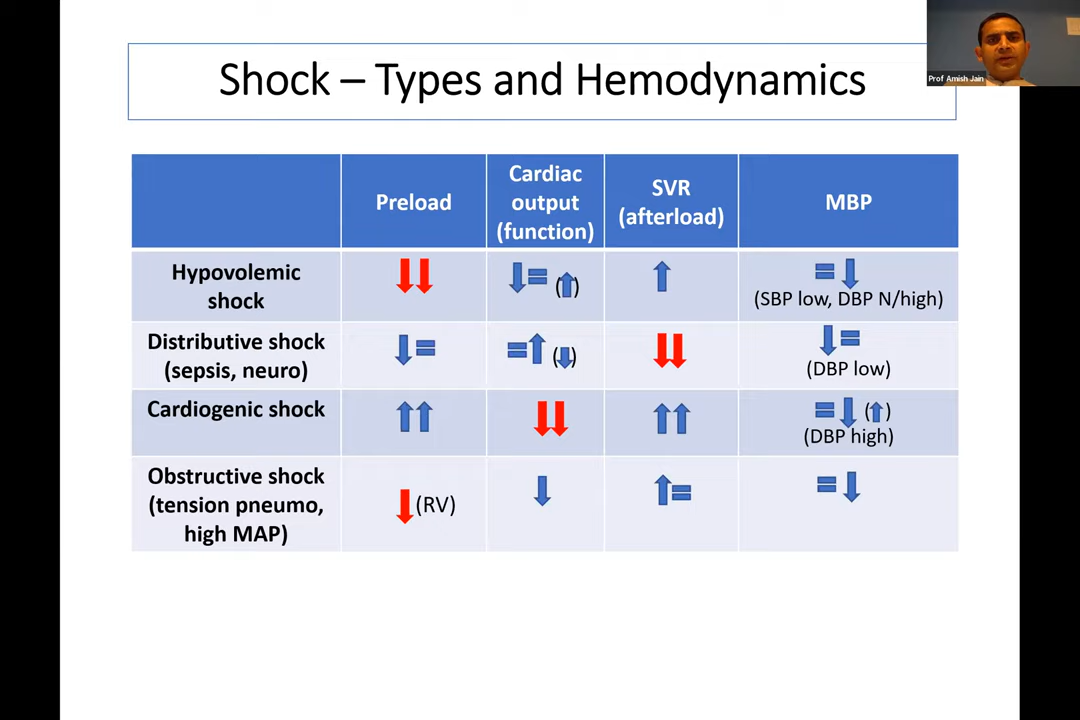 Prof Amish Jain
Shock – Types and Hemodynamics
Preload
Cardiac
output
(function)
SVR
(afterload)
MBP
Hypovolemic
shock
↓↓
↓= (↑)
↑
=↓
(SBP low, DBP N/high)
Distributive shock
(sepsis, neuro)
↓=
=↑ (↓)
↓↓
↓=
(DBP low)
Cardiogenic shock
↑↑
↓↓
↑↑
=↓ (↑)
(DBP high)
Obstructive shock
(tension pneumo,
high MAP)
↓(RV)
↓
↑=
=↓